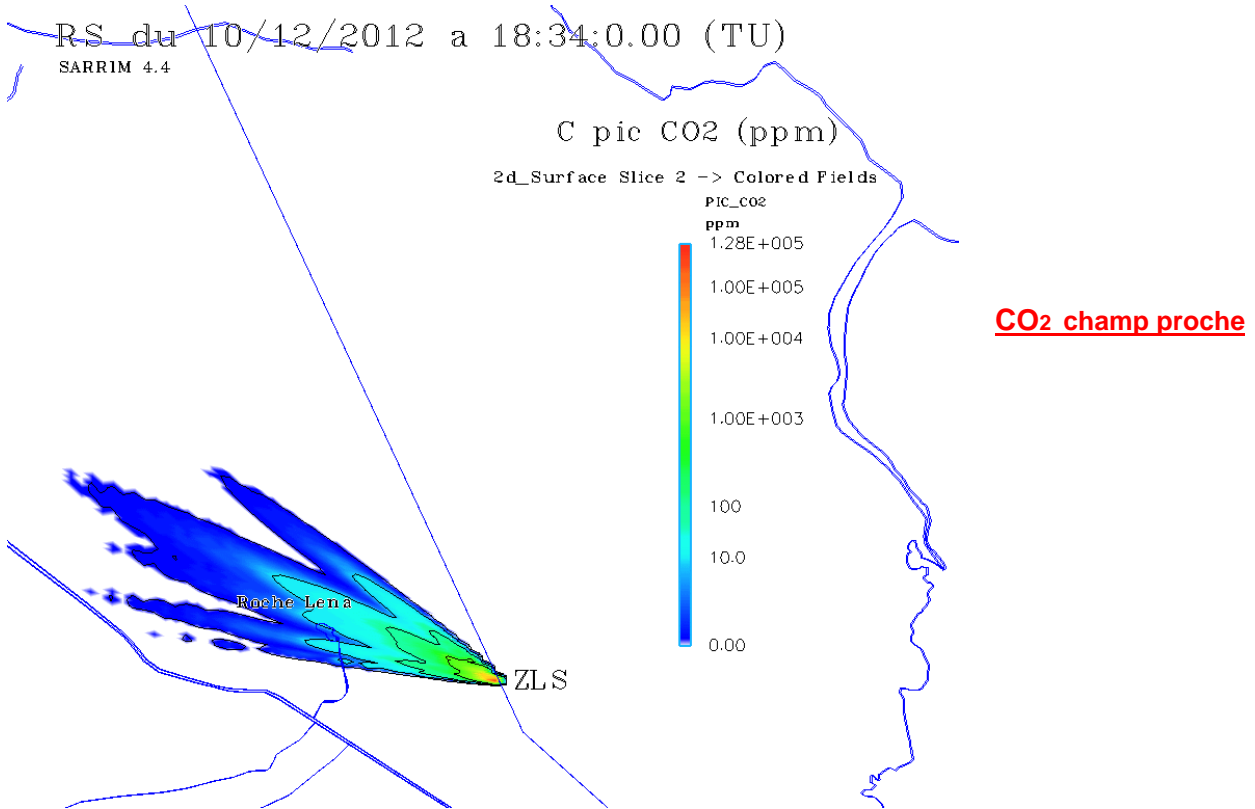 RS du 10/12/2012 a 18:34:0.00 (TU)
SARRIM 4.4
C pic CO2 (ppm)
2d_Surface Slice 2 -> Colored Fields
PIC_CO2
ppm
1.28E+005
1.00E+005
1.00E+004
1.00E+003
100
10.0
0.00
CO2 champ proche
Roche Lena
ZLS